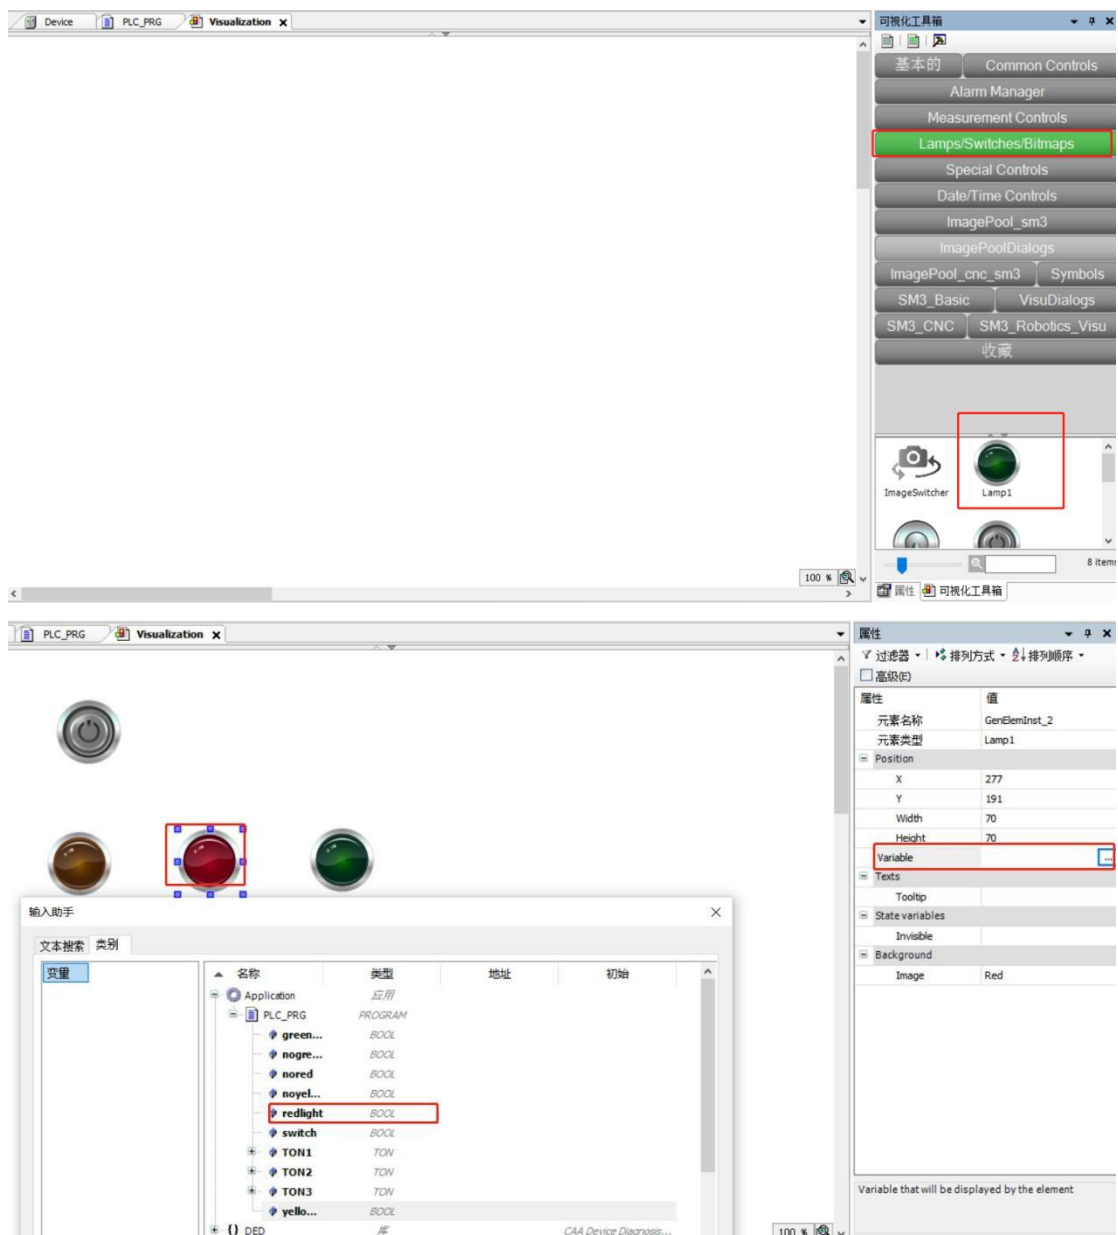 Device PLC_PRG Visualization x
可视化工具箱
基本的 Common Controls
Alarm Manager
Measurement Controls
Lamps/Switches/Bitmaps
Special Controls
Date/Time Controls
ImagePool_sm3
ImagePoolDialogs
ImagePool_cnc_sm3 Symbols
SM3_Basic VisuDialogs
SM3_CNC SM3_Robotics_Visu
收藏
ImageSwitcher Lamp1
100 % 8 items
属性 可视化工具箱
PLC_PRG Visualization x
属性
过滤器 排列方式 排列顺序
高级(E)
属性 值
元素名称 GenElemInst_2
元素类型 Lamp1
Position
X 277
Y 191
Width 70
Height 70
Variable ...
Texts
Tooltip
State variables
Invisible
Background
Image Red
Variable that will be displayed by the element
输入助手
文本搜索 类别
变量
名称 类型 地址 初始
Application 应用
PLC_PRG PROGRAM
green... BOOL
nogre... BOOL
nored BOOL
noyel... BOOL
redlight BOOL
switch BOOL
TON1 TON
TON2 TON
TON3 TON
yello... BOOL
{} DED 库 CAA Device Diagnosis...
100 %